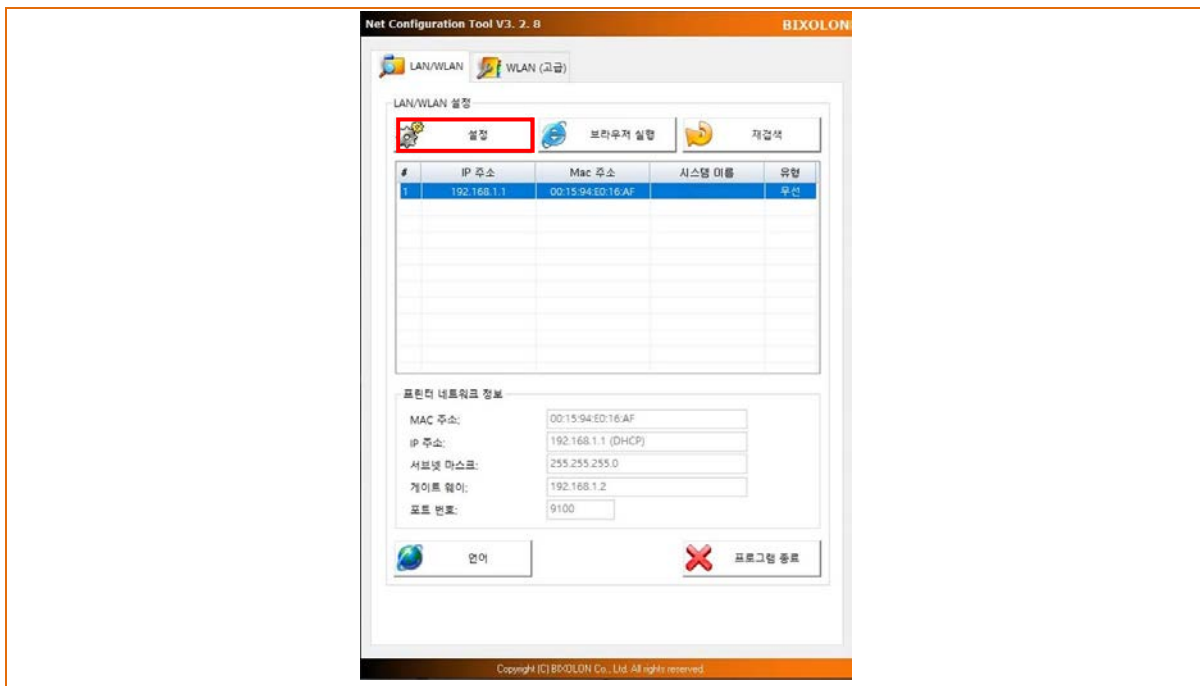 Net Configuration Tool V3. 2. 8 BIXOLON
LAN/WLAN WLAN (고급)
LAN/WLAN 설정
설정 브라우저 실행 재검색
# IP 주소 Mac 주소 시스템 이름 유형
1 192.168.1.1 00:15:94:E0:16:AF 무선
프린터 네트워크 정보
MAC 주소: 00:15:94:E0:16:AF
IP 주소: 192.168.1.1 (DHCP)
서브넷 마스크: 255.255.255.0
게이트 웨이: 192.168.1.2
포트 번호: 9100
언어 프로그램 종료
Copyright (C) BIXOLON Co., Ltd. All rights reserved.